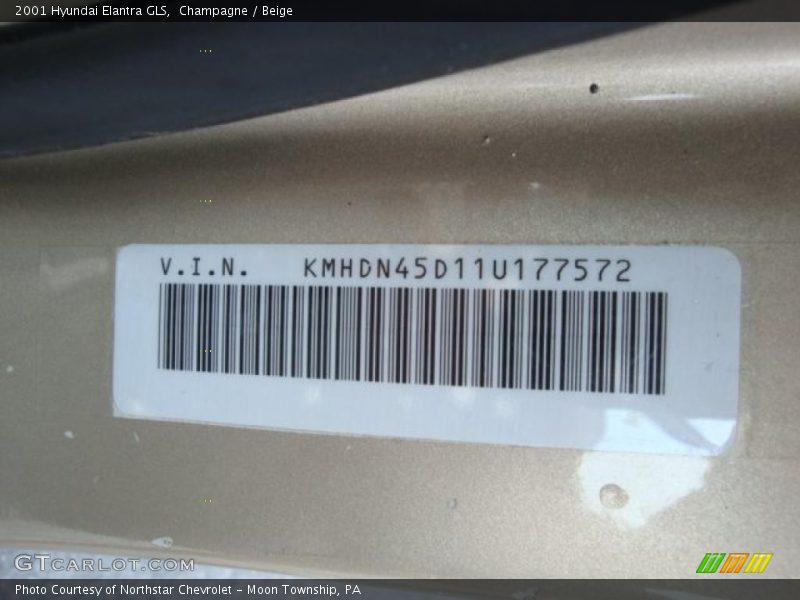 2001 Hyundai Elantra GLS,  Champagne / Beige
V.I.N.   KMHDN45D11U177572
GTCARLOT.COM
Photo Courtesy of Northstar Chevrolet - Moon Township, PA